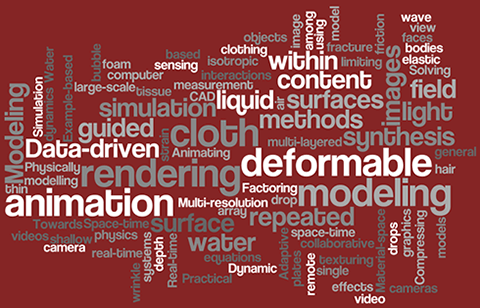 wave
model
view
image
among
using
objects
faces
clothing
bodies
fracture
friction
based
foam
bubble
sensing
isotropic
within
limiting
elastic
Solving
computer
interactions
content
images
large-scale
measurement
tissue
CAD
liquid
air
surfaces
field
Water
dynamics
Simulation
Example-based
Modeling
simulation
methods
light
guided
cloth
strain
multi-layered
synthesis
Data-driven
Animating
general
Physically
deformable
hair
modelling
rendering
thin
Factoring
modeling
animation
Multi-resolution
drop
array
repeated
Towards
Space-time
surface
space-time
drops
graphics
Compressing
models
videos
shallow
physics
water
Adaptive
plates
collaborative
Material-space
camera
real-time
systems
depth
Real-time
equations
remote
texturing
single
wrinkle
Practical
Dynamic
effects
cameras
video